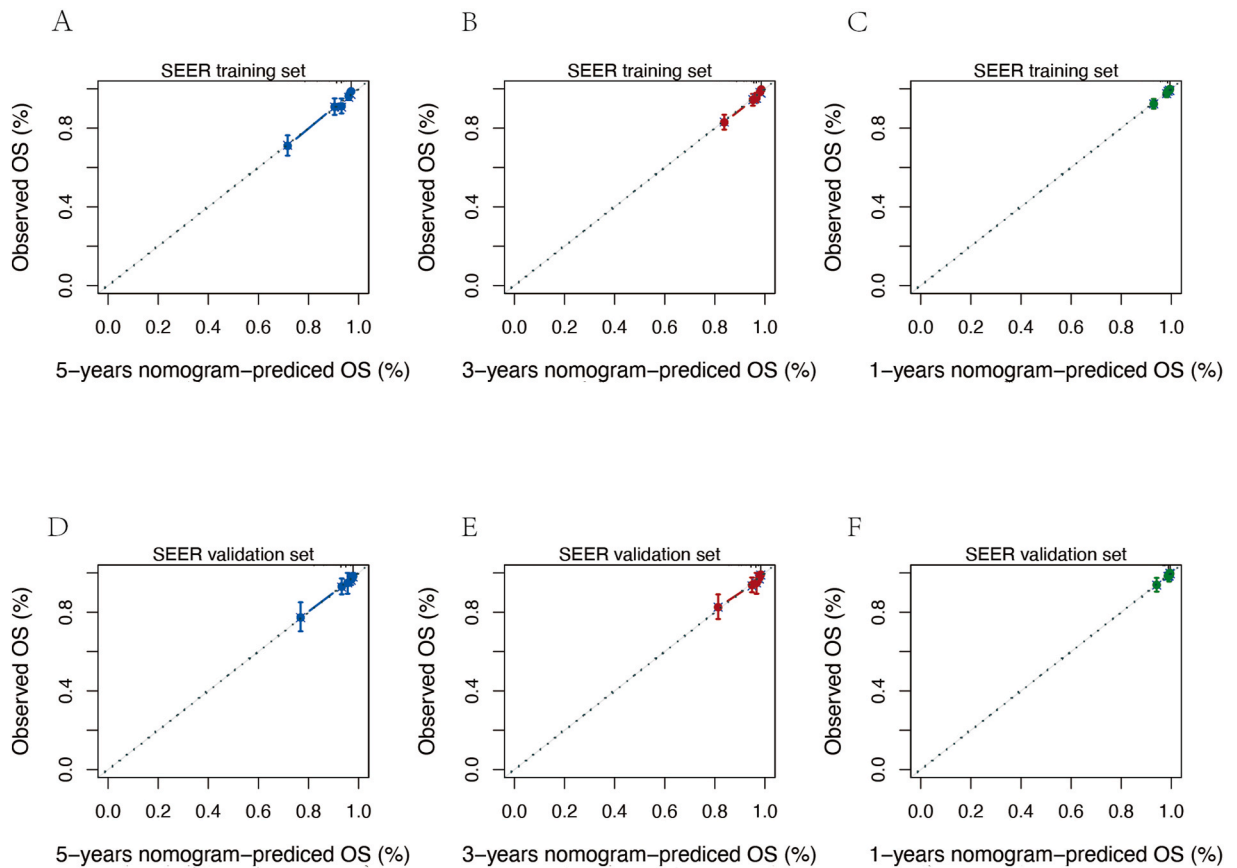 A
B
C
SEER training set
SEER training set
SEER training set
Observed OS (%)
0.0 0.4 0.8
0.0 0.2 0.4 0.6 0.8 1.0
5-years nomogram-prediced OS (%)
Observed OS (%)
0.0 0.4 0.8
0.0 0.2 0.4 0.6 0.8 1.0
3-years nomogram-prediced OS (%)
Observed OS (%)
0.0 0.4 0.8
0.0 0.2 0.4 0.6 0.8 1.0
1-years nomogram-prediced OS (%)
D
E
F
SEER validation set
SEER validation set
SEER validation set
Observed OS (%)
0.0 0.4 0.8
0.0 0.2 0.4 0.6 0.8 1.0
5-years nomogram-prediced OS (%)
Observed OS (%)
0.0 0.4 0.8
0.0 0.2 0.4 0.6 0.8 1.0
3-years nomogram-prediced OS (%)
Observed OS (%)
0.0 0.4 0.8
0.0 0.2 0.4 0.6 0.8 1.0
1-years nomogram-prediced OS (%)